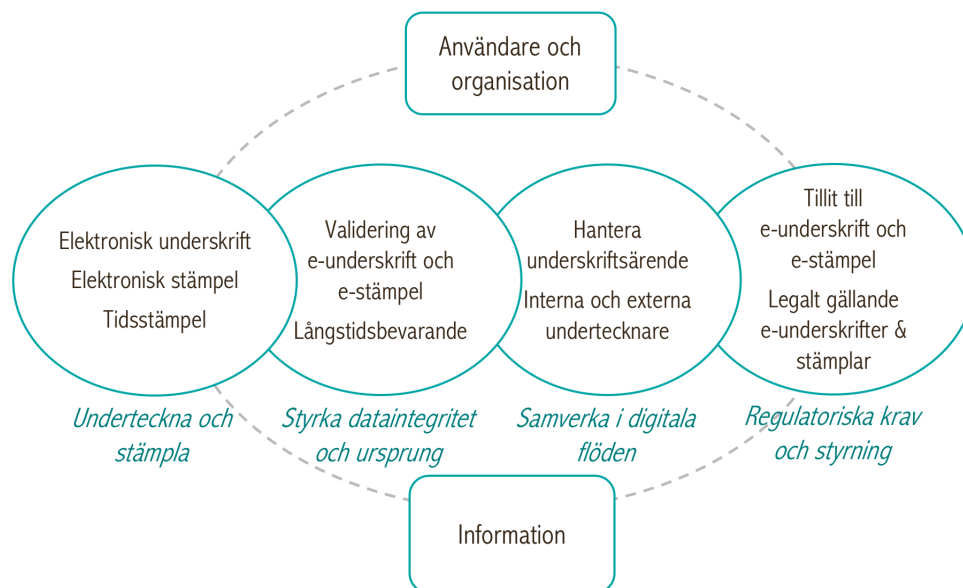 Användare och
organisation
Elektronisk underskrift
Elektronisk stämpel
Tidsstämpel
Validering av
e-underskrift och
e-stämpel
Långstidsbevarande
Hantera
underskriftsärende
Interna och externa
undertecknare
Tillit till
e-underskrift och
e-stämpel
Legalt gällande
e-underskrifter &
stämplar
Underteckna och
stämpla
Styrka dataintegritet
och ursprung
Samverka i digitala
flöden
Regulatoriska krav
och styrning
Information